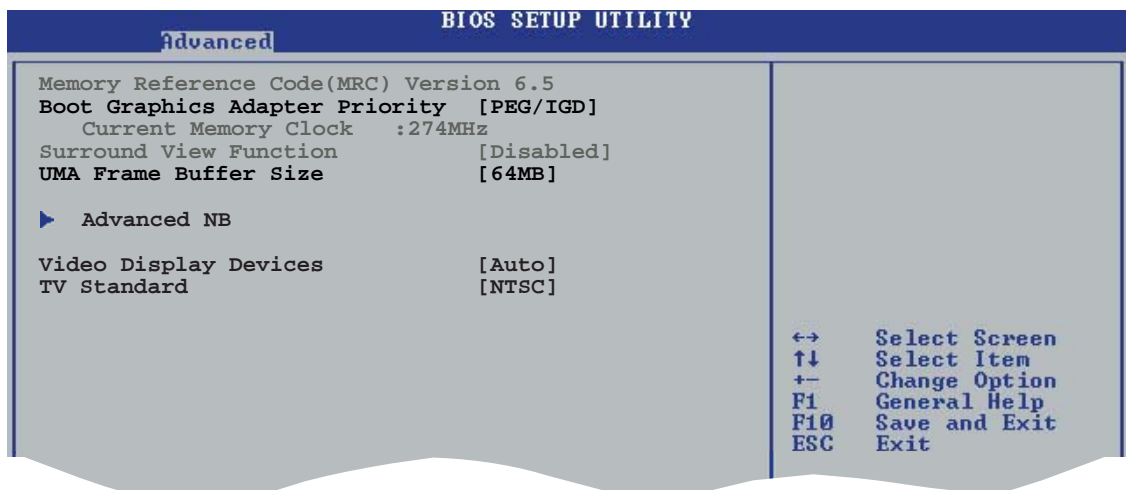 BIOS SETUP UTILITY
Advanced
Memory Reference Code(MRC) Version 6.5
Boot Graphics Adapter Priority [PEG/IGD]
Current Memory Clock :274MHz
Surround View Function [Disabled]
UMA Frame Buffer Size [64MB]
Advanced NB
Video Display Devices [Auto]
TV Standard [NTSC]
←→ Select Screen
↑↓ Select Item
+- Change Option
F1 General Help
F10 Save and Exit
ESC Exit